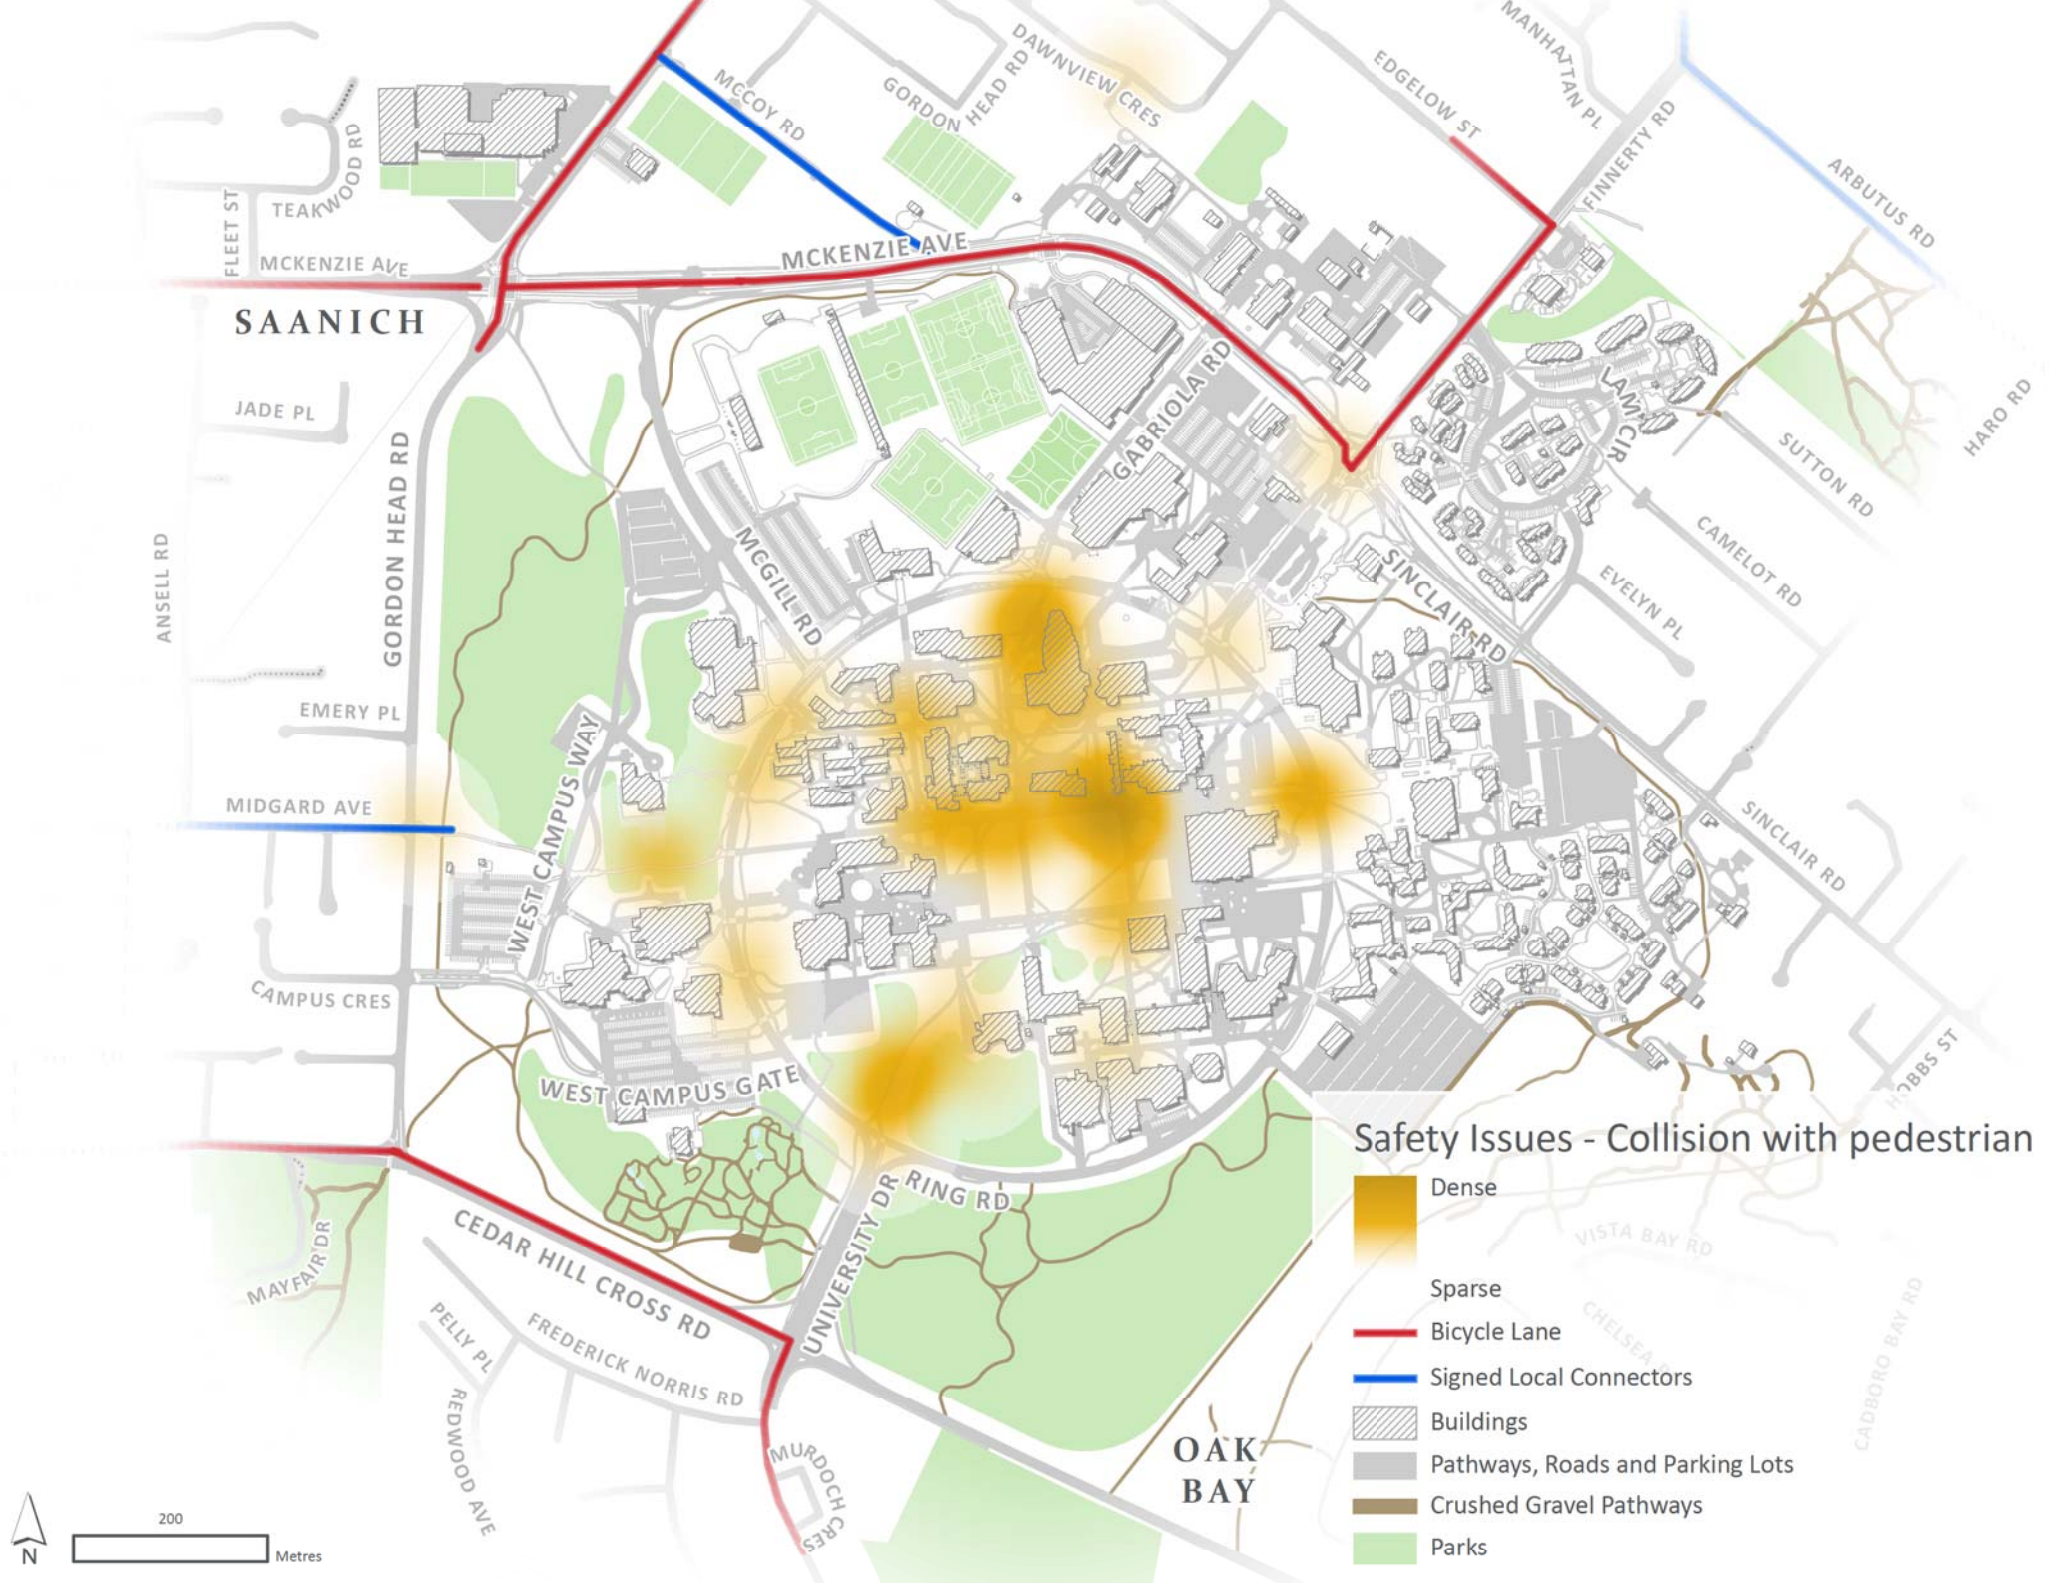 MANHATTAN PL
DAWNVIEW CRES
EDGELOW ST
GORDON HEAD RD
MCCOY RD
FINNERTY RD
ARBUTUS RD
TEAKWOOD RD
FLEET ST
MCKENZIE AVE
MCKENZIE AVE
SAANICH
JADE PL
GABRIOLA RD
LAM CIR
HARO RD
SUTTON RD
GORDON HEAD RD
ANSELL RD
MCGILL RD
SINCLAIR RD
CAMELOT RD
EVELYN PL
EMERY PL
WEST CAMPUS WAY
MIDGARD AVE
SINCLAIR RD
CAMPUS CRES
HOBBS ST
WEST CAMPUS GATE
RING RD
UNIVERSITY DR
CEDAR HILL CROSS RD
MAYFAIR DR
PELLY PL
FREDERICK NORRIS RD
REDWOOD AVE
MURDOCH CRES
OAK
BAY
VISTA BAY RD
CHELSEA
CADBORO BAY RD
Safety Issues - Collision with pedestrian
Dense
Sparse
Bicycle Lane
Signed Local Connectors
Buildings
Pathways, Roads and Parking Lots
Crushed Gravel Pathways
Parks
N
200
Metres